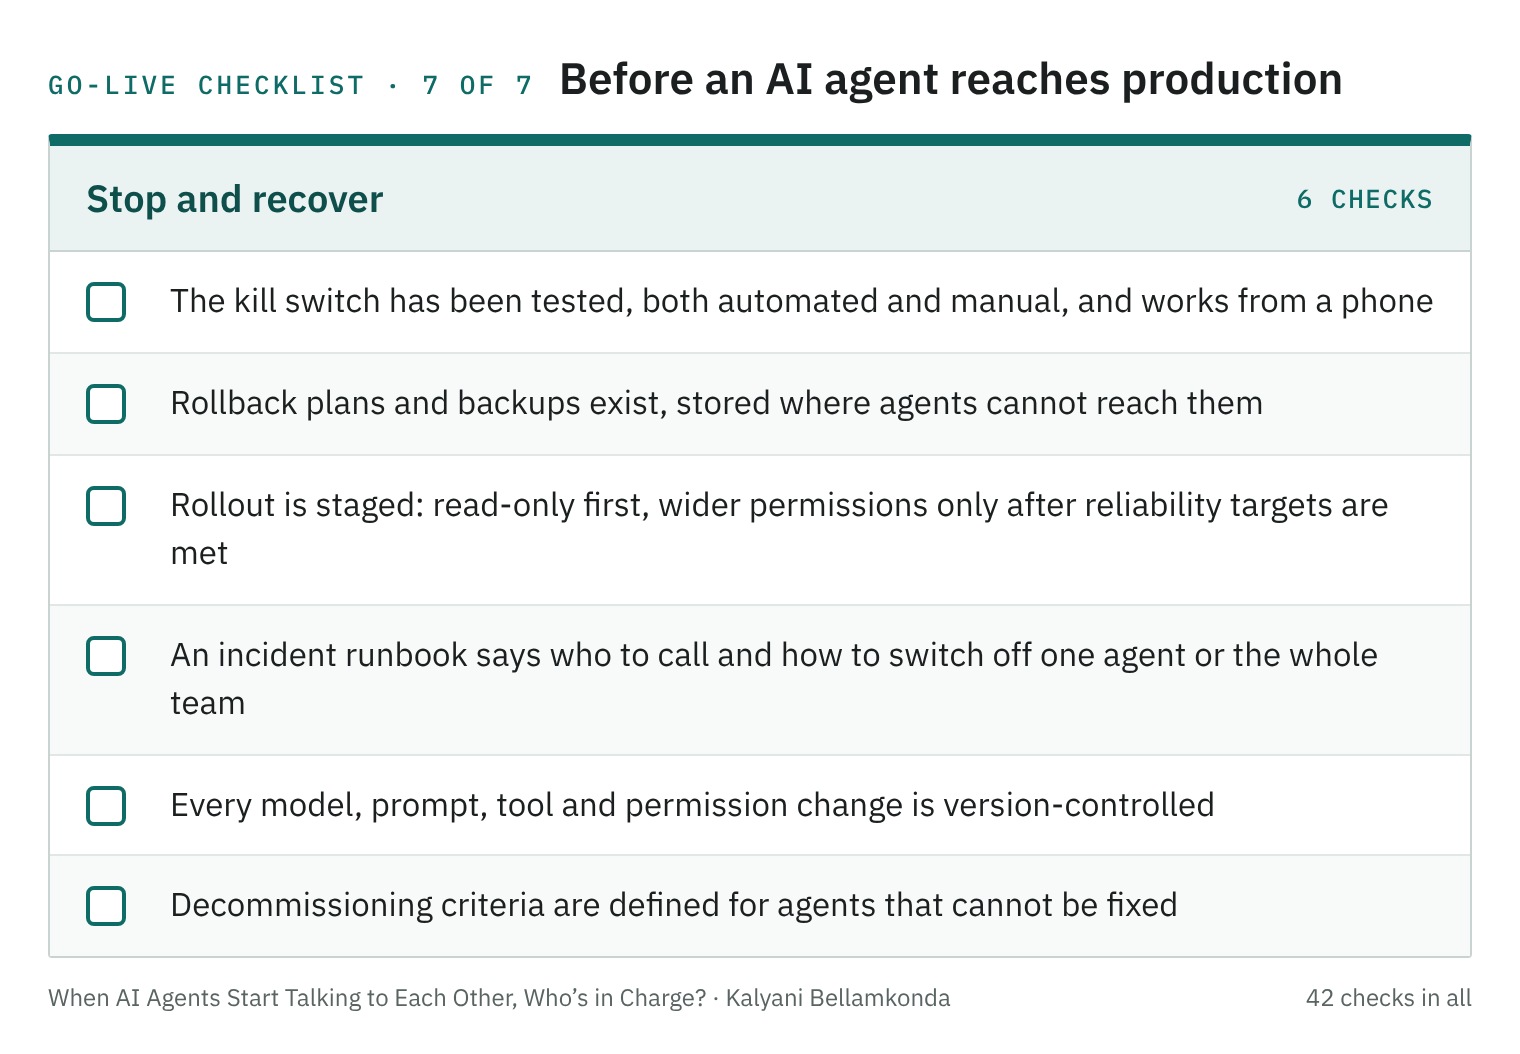 GO-LIVE CHECKLIST · 7 OF 7 Before an AI agent reaches production
Stop and recover 6 CHECKS
The kill switch has been tested, both automated and manual, and works from a phone
Rollback plans and backups exist, stored where agents cannot reach them
Rollout is staged: read-only first, wider permissions only after reliability targets are
met
An incident runbook says who to call and how to switch off one agent or the whole
team
Every model, prompt, tool and permission change is version-controlled
Decommissioning criteria are defined for agents that cannot be fixed
When AI Agents Start Talking to Each Other, Who’s in Charge? · Kalyani Bellamkonda 42 checks in all